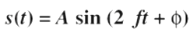 s(t) = A sin (2 ft + ϕ)